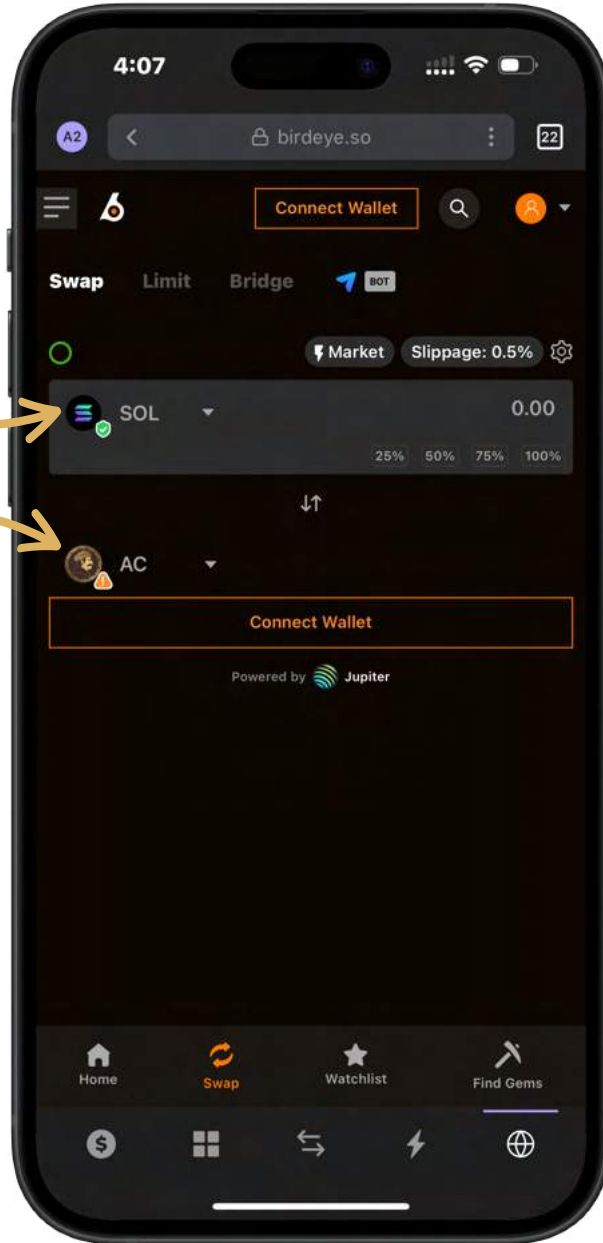 4:07
A2 birdeye.so 22
Connect Wallet
Swap Limit Bridge BOT
Market Slippage: 0.5%
SOL 0.00
25% 50% 75% 100%
AC
Connect Wallet
Powered by Jupiter
Home Swap Watchlist Find Gems